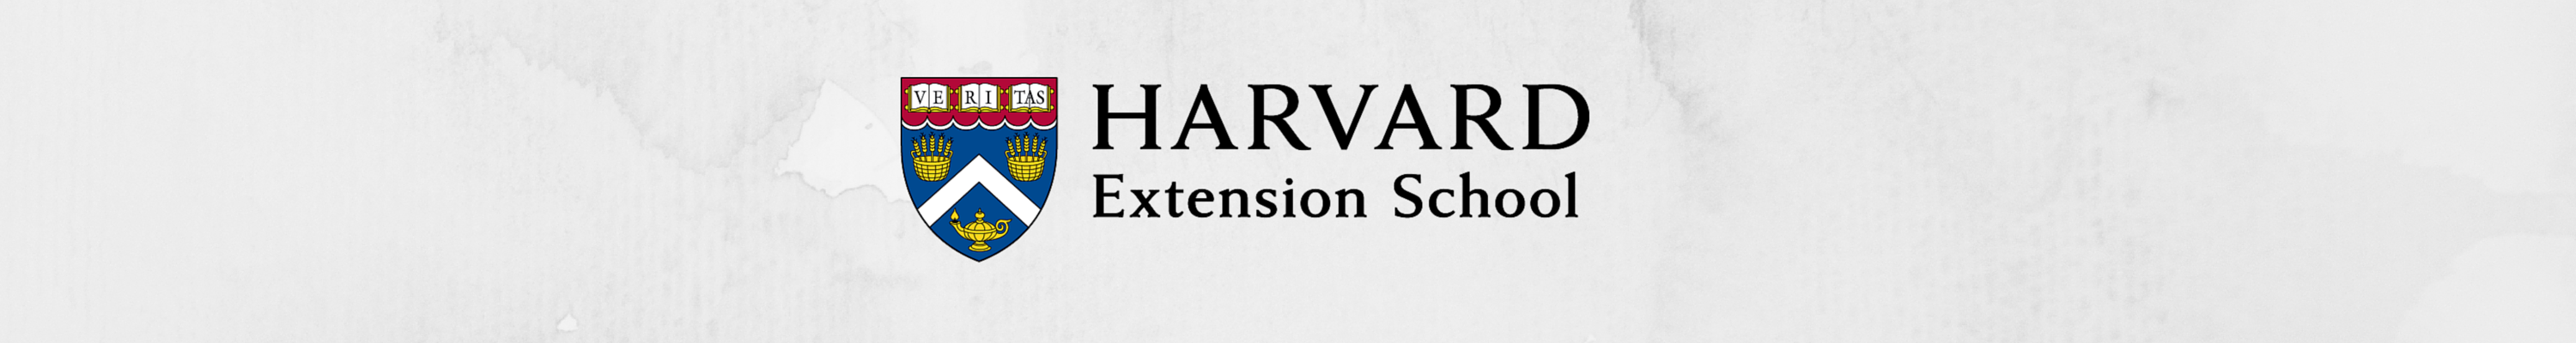 VE RI TAS
HARVARD
Extension School